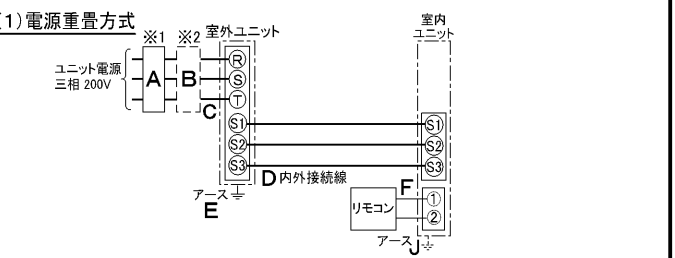 (1)電源重畳方式
※1 ※2 室外ユニット
室内
ユニット
ユニット電源
三相 200V
A
B
C
R
S
T
S1
S2
S3
S1
S2
S3
D 内外接続線
アース
E
リモコン
F
①
②
アース J